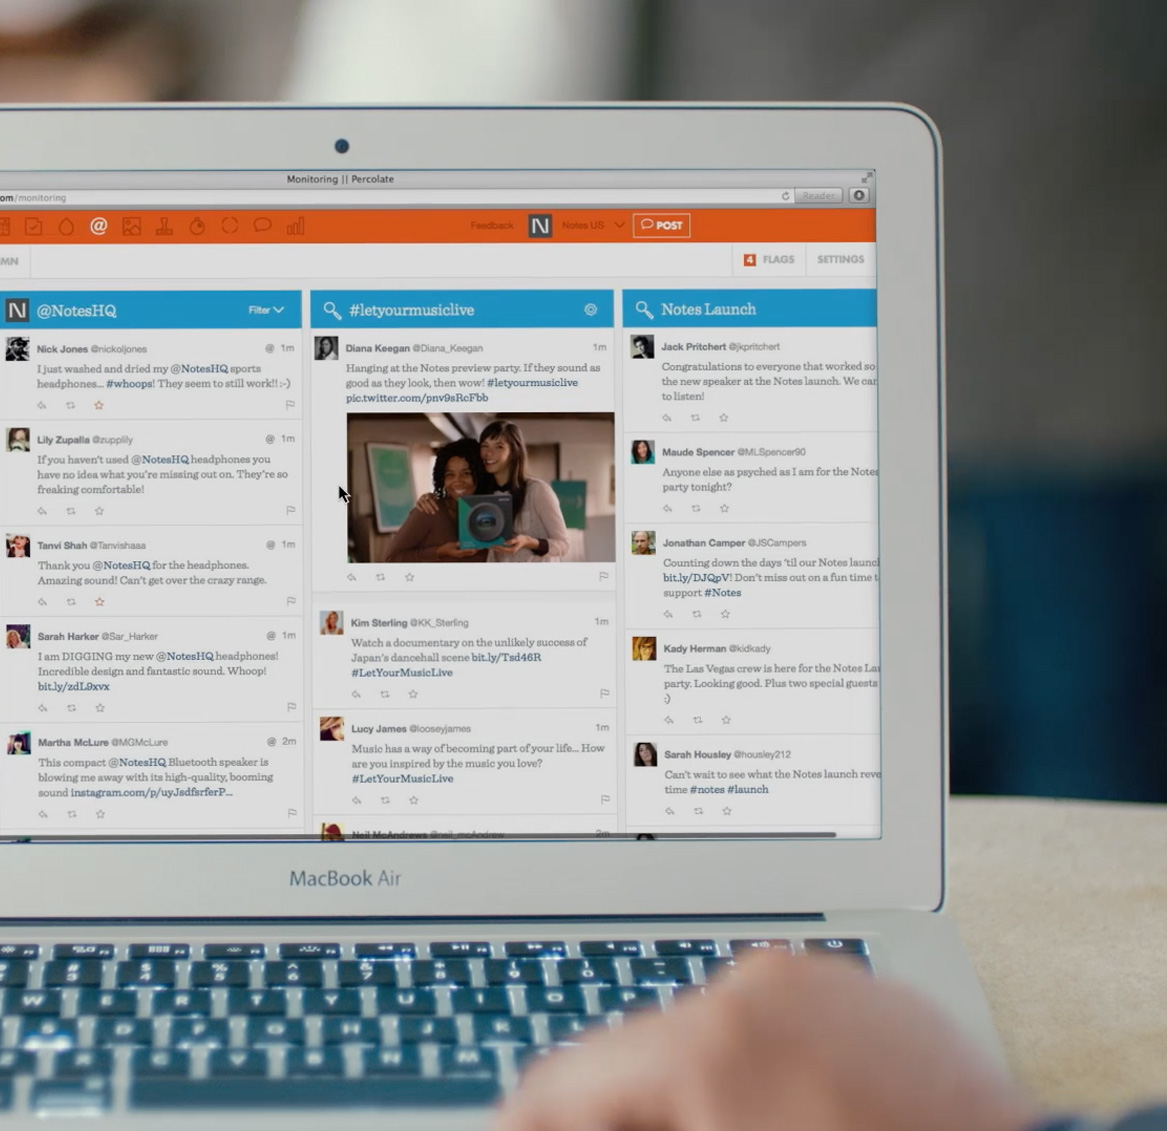 Monitoring || Percolate
om/monitoring
Reader
@
Feedback
N
Notes US
POST
MN
4 FLAGS
SETTINGS
N @NotesHQ
Filter
Nick Jones @nickoljones
@ 1m
I just washed and dried my @NotesHQ sports
headphones... #whoops! They seem to still work!! :-)
Lily Zupalla @zupplily
@ 1m
If you haven't used @NotesHQ headphones you
have no idea what you're missing out on. They're so
freaking comfortable!
Tanvi Shah @Tanvishaaa
@ 1m
Thank you @NotesHQ for the headphones.
Amazing sound! Can't get over the crazy range.
Sarah Harker @Sar_Harker
@ 1m
I am DIGGING my new @NotesHQ headphones!
Incredible design and fantastic sound. Whoop!
bit.ly/zdL9xvx
Martha McLure @MGMcLure
@ 2m
This compact @NotesHQ Bluetooth speaker is
blowing me away with its high-quality, booming
sound instagram.com/p/uyJsdfsrferP...
#letyourmusiclive
Diana Keegan @Diana_Keegan
1m
Hanging at the Notes preview party. If they sound as
good as they look, then wow! #letyourmusiclive
pic.twitter.com/pnv9sRcFbb
Kim Sterling @KK_Sterling
1m
Watch a documentary on the unlikely success of
Japan's dancehall scene bit.ly/Tsd46R
#LetYourMusicLive
Lucy James @looseyjames
1m
Music has a way of becoming part of your life... How
are you inspired by the music you love?
#LetYourMusicLive
Neil McAndrews @neil_mcAndrew
2m
Notes Launch
Jack Pritchert @jkpritchert
Congratulations to everyone that worked so
the new speaker at the Notes launch. We can
to listen!
Maude Spencer @MLSpencer90
Anyone else as psyched as I am for the Notes
party tonight?
Jonathan Camper @JSCampers
Counting down the days 'til our Notes launch
bit.ly/DJQpV! Don't miss out on a fun time t
support #Notes
Kady Herman @kidkady
The Las Vegas crew is here for the Notes Lau
party. Looking good. Plus two special guests
:)
Sarah Housley @housley212
Can't wait to see what the Notes launch reve
time #notes #launch
MacBook Air
# 3 $ 4 % 5 ^ 6 & 7 * 8 ( 9 ) 0
W E R T Y U I O P
D F G H J K
C V B N M